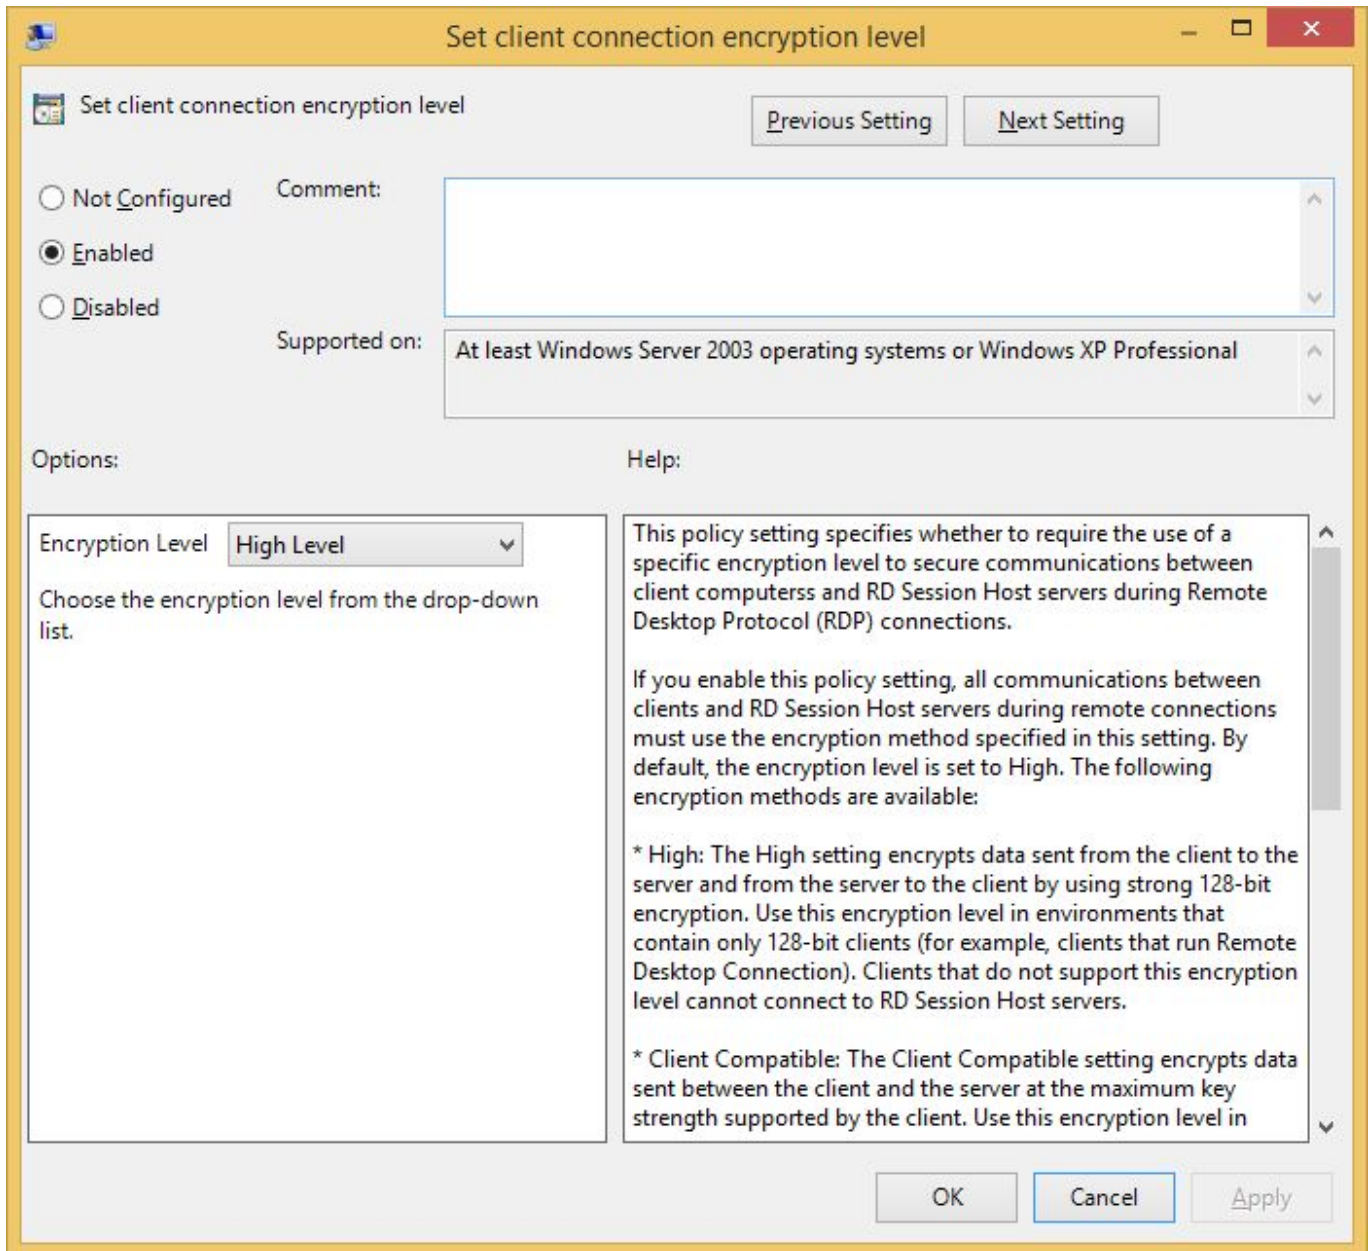 Set client connection encryption level
Set client connection encryption level
Previous Setting
Next Setting
Not Configured
Comment:
Enabled
Disabled
Supported on:
At least Windows Server 2003 operating systems or Windows XP Professional
Options:
Help:
Encryption Level
High Level
Choose the encryption level from the drop-down
list.
This policy setting specifies whether to require the use of a
specific encryption level to secure communications between
client computerss and RD Session Host servers during Remote
Desktop Protocol (RDP) connections.
If you enable this policy setting, all communications between
clients and RD Session Host servers during remote connections
must use the encryption method specified in this setting. By
default, the encryption level is set to High. The following
encryption methods are available:
* High: The High setting encrypts data sent from the client to the
server and from the server to the client by using strong 128-bit
encryption. Use this encryption level in environments that
contain only 128-bit clients (for example, clients that run Remote
Desktop Connection). Clients that do not support this encryption
level cannot connect to RD Session Host servers.
* Client Compatible: The Client Compatible setting encrypts data
sent between the client and the server at the maximum key
strength supported by the client. Use this encryption level in
OK
Cancel
Apply